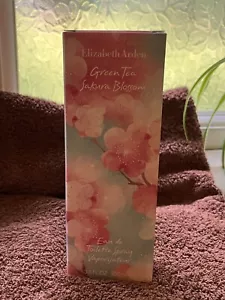 Elizabeth Arden
Green Tea
Sakura Blossom
Eau de
Toilette Spray
Vaporisateur